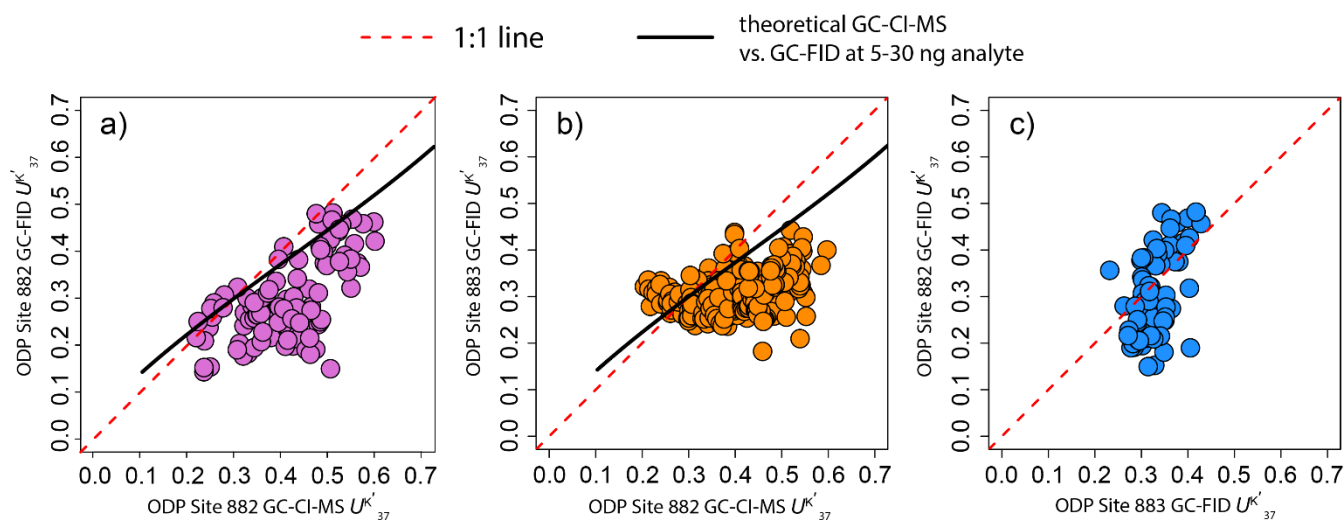 1:1 line
theoretical GC-CI-MS
vs. GC-FID at 5-30 ng analyte
a)
ODP Site 882 GC-FID U^K′_37
0.0 0.1 0.2 0.3 0.4 0.5 0.6 0.7
0.0 0.1 0.2 0.3 0.4 0.5 0.6 0.7
ODP Site 882 GC-CI-MS U^K′_37
b)
ODP Site 883 GC-FID U^K′_37
0.0 0.1 0.2 0.3 0.4 0.5 0.6 0.7
0.0 0.1 0.2 0.3 0.4 0.5 0.6 0.7
ODP Site 882 GC-CI-MS U^K′_37
c)
ODP Site 882 GC-FID U^K′_37
0.0 0.1 0.2 0.3 0.4 0.5 0.6 0.7
0.0 0.1 0.2 0.3 0.4 0.5 0.6 0.7
ODP Site 883 GC-FID U^K′_37